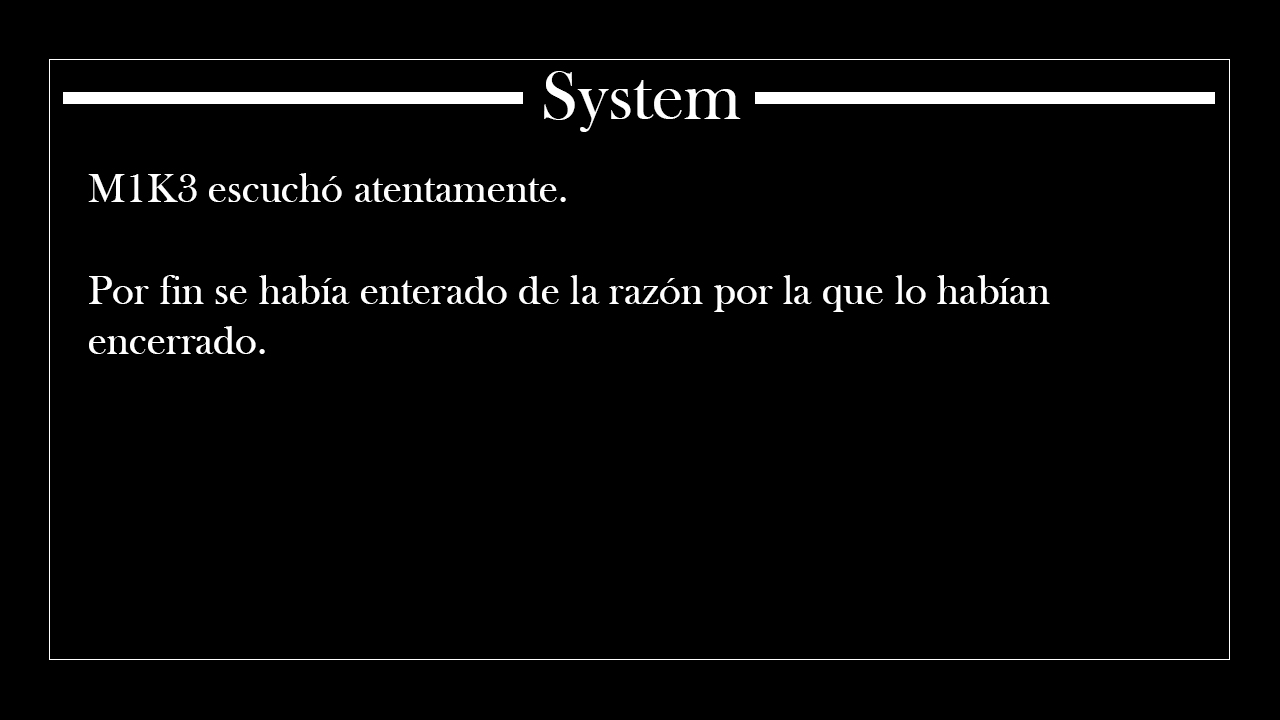 System
M1K3 escuchó atentamente.
Por fin se había enterado de la razón por la que lo habían
encerrado.